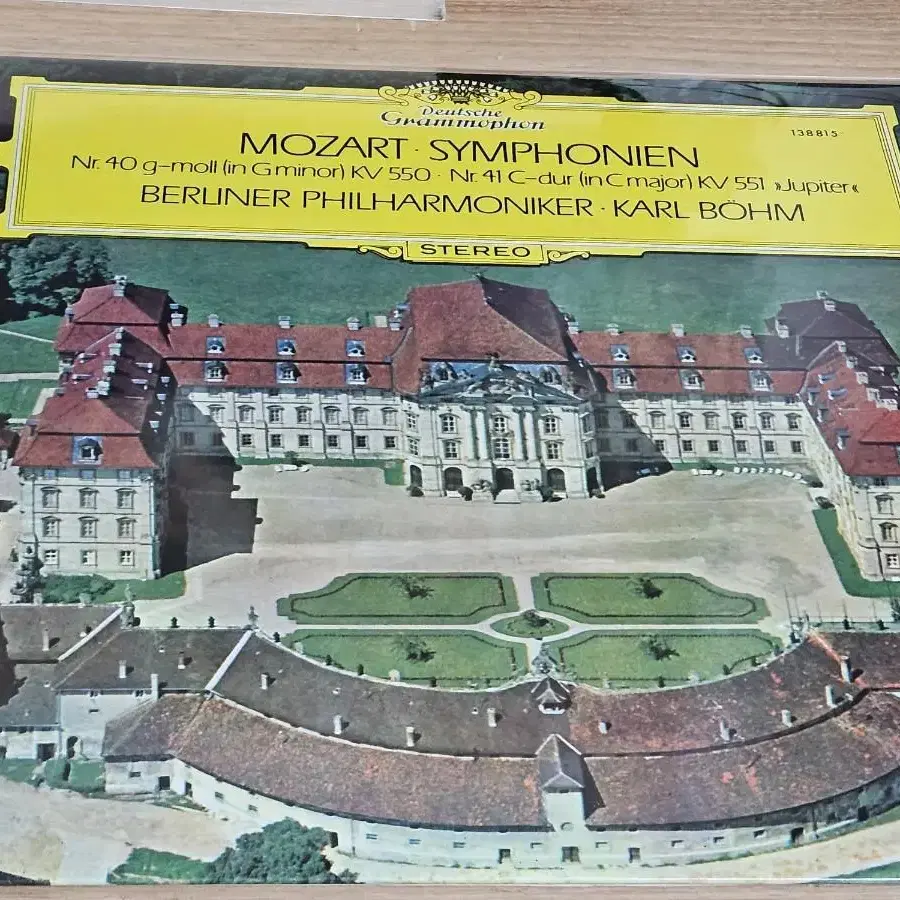 Deutsche
Grammophon
138815
MOZART · SYMPHONIEN
Nr. 40 g-moll (in G minor) KV 550 · Nr. 41 C-dur (in C major) KV 551 »Jupiter«
BERLINER PHILHARMONIKER · KARL BÖHM
STEREO